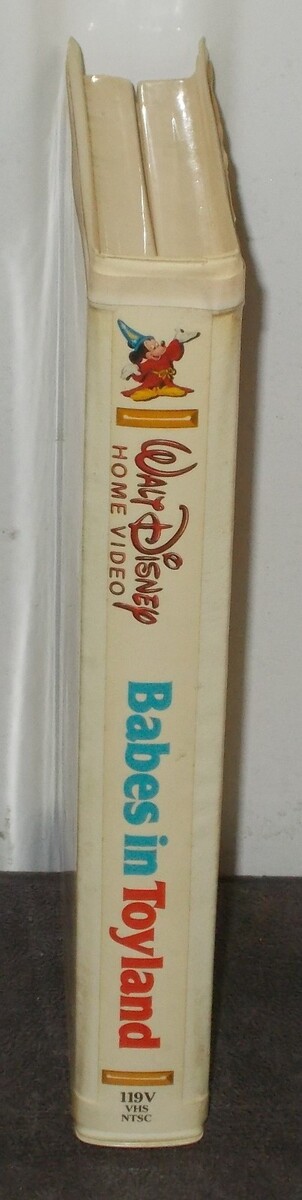 WALT DISNEY
HOME VIDEO
Babes in Toyland
119V
VHS
NTSC